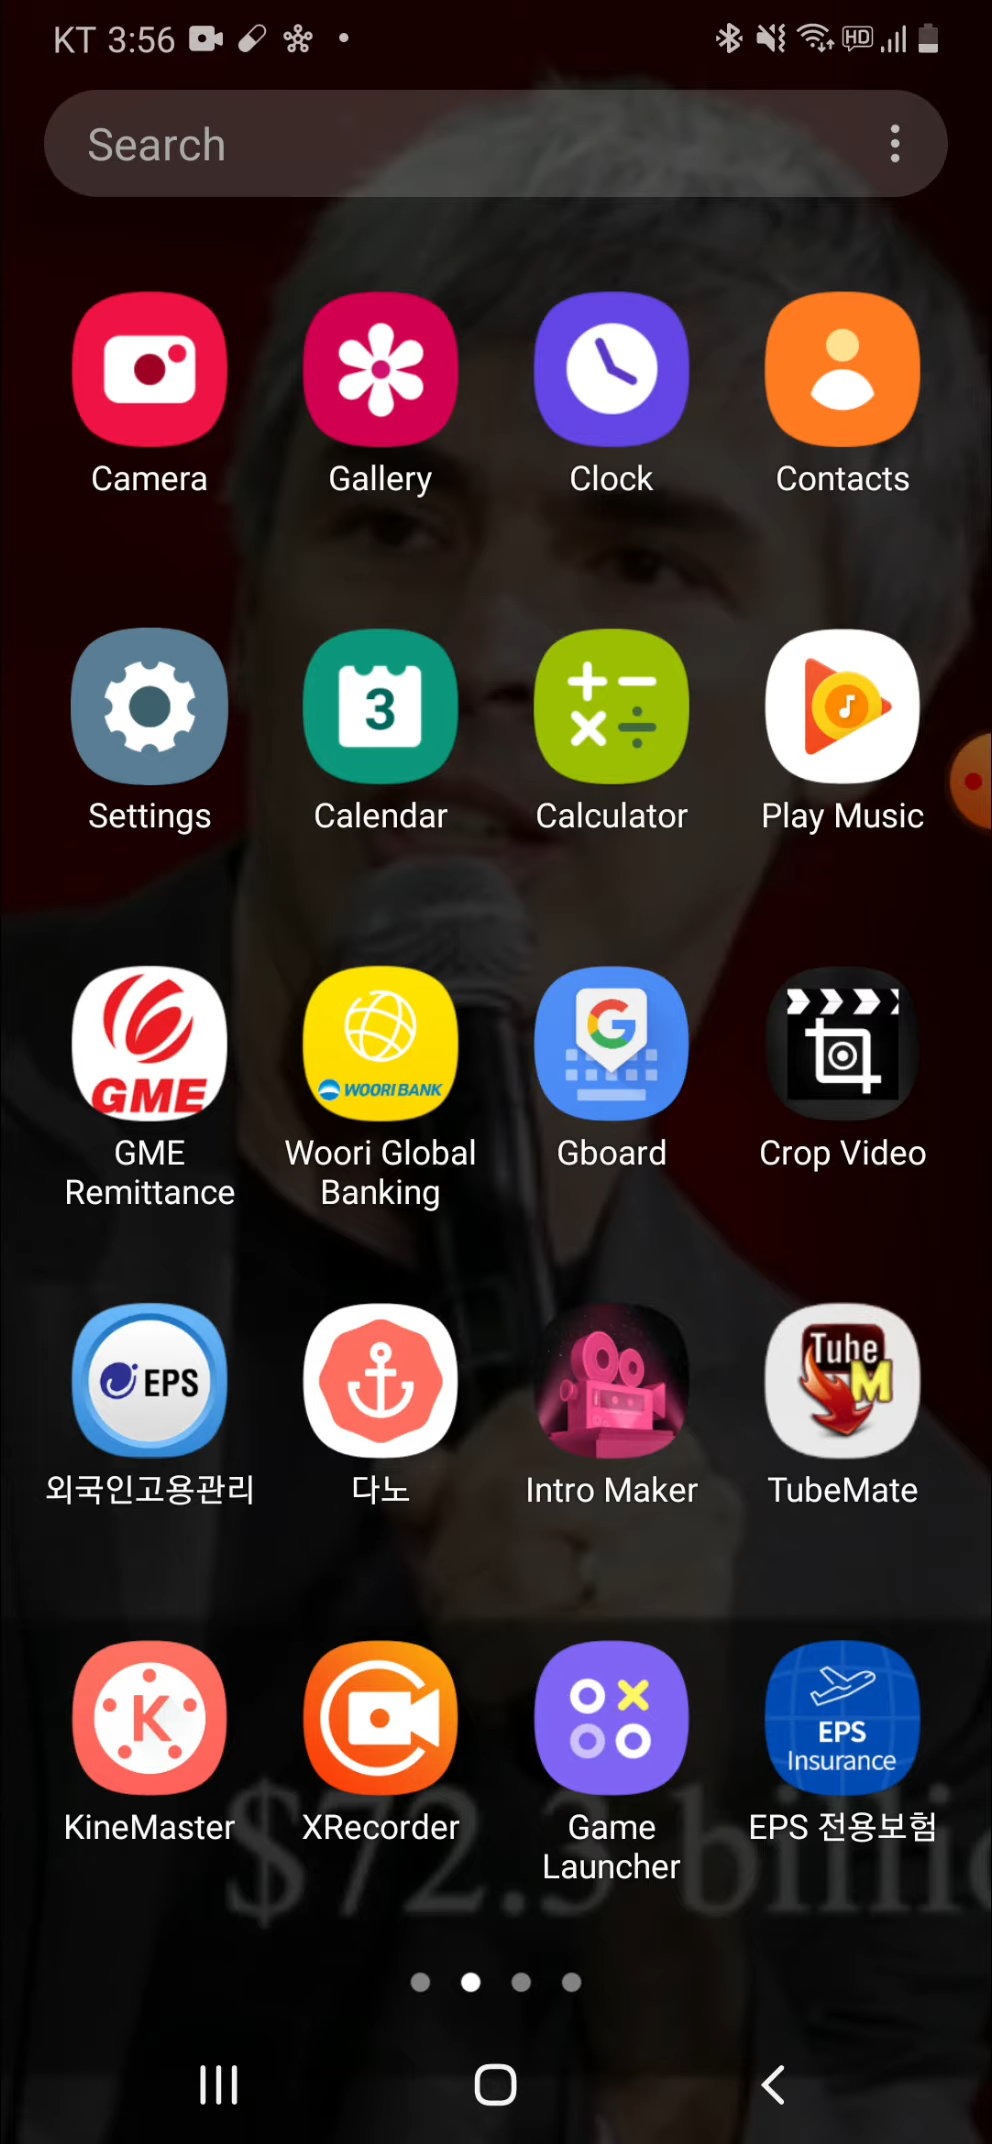 KT 3:56
HD
Search
Camera
Gallery
Clock
Contacts
3
Settings
Calendar
Calculator
Play Music
GME
WOORI BANK
G
GME
Remittance
Woori Global
Banking
Gboard
Crop Video
EPS
Tube
M
외국인고용관리
다노
Intro Maker
TubeMate
K
EPS
Insurance
KineMaster
XRecorder
Game
Launcher
EPS 전용보험
$72.3 billio